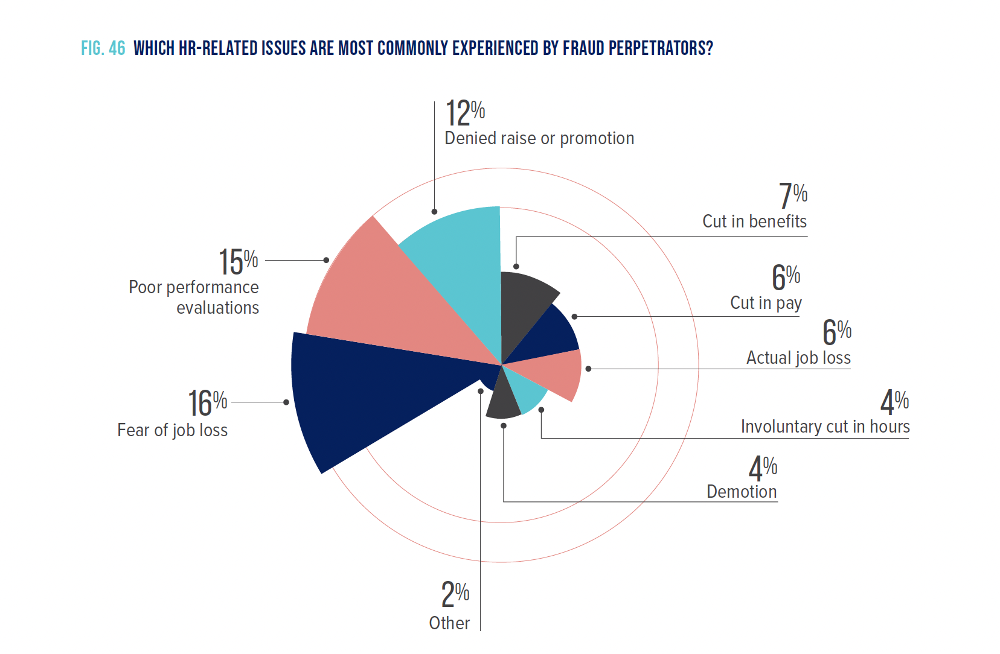 FIG. 46 WHICH HR-RELATED ISSUES ARE MOST COMMONLY EXPERIENCED BY FRAUD PERPETRATORS?
12%
Denied raise or promotion
7%
Cut in benefits
6%
Cut in pay
6%
Actual job loss
4%
Involuntary cut in hours
4%
Demotion
2%
Other
16%
Fear of job loss
15%
Poor performance
evaluations